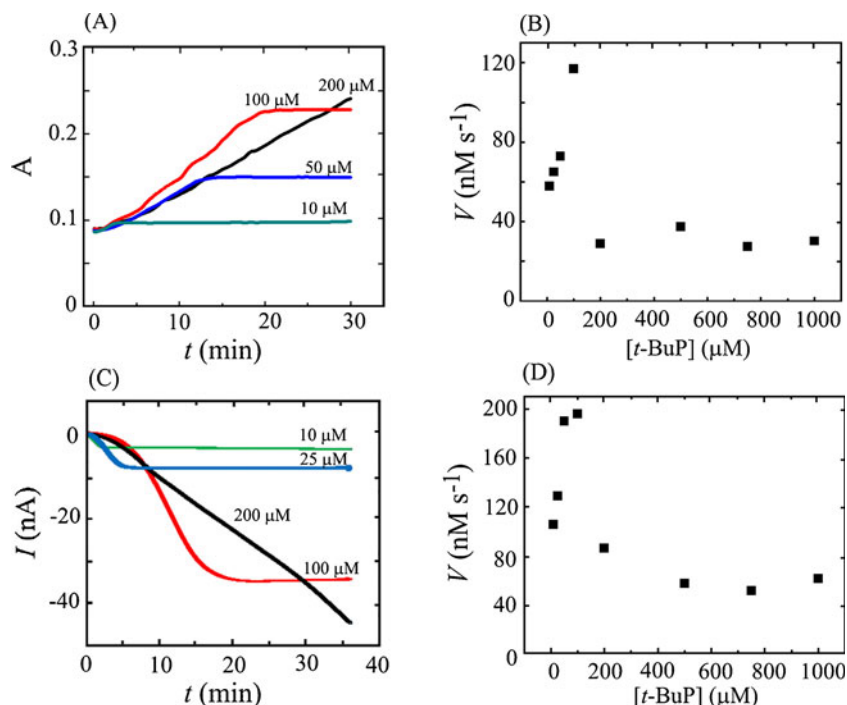 (A)
0.3
0.2
0.1
0
A
200 μM
100 μM
50 μM
10 μM
0 10 20 30
t (min)
(B)
120
80
40
0
V (nM s⁻¹)
0 200 400 600 800 1000
[t-BuP] (μM)
(C)
0
-20
-40
I (nA)
10 μM
25 μM
200 μM
100 μM
0 10 20 30 40
t (min)
(D)
200
160
120
80
40
0
V (nM s⁻¹)
0 200 400 600 800 1000
[t-BuP] (μM)